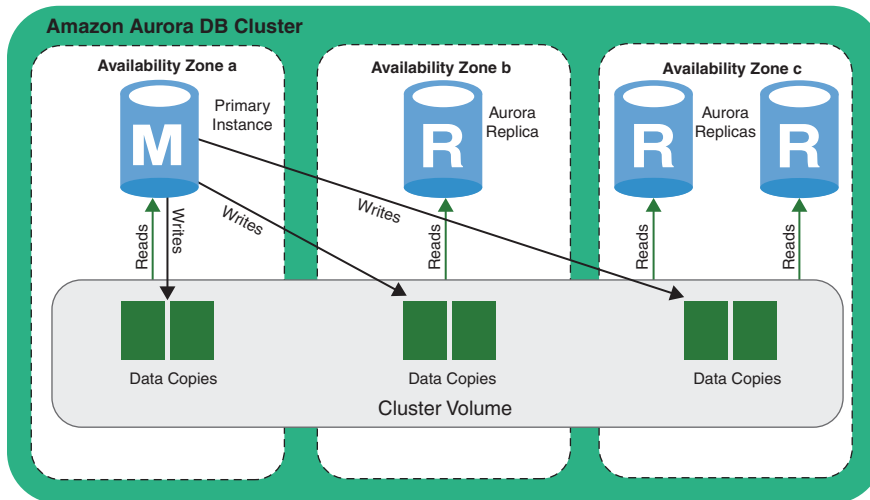 Amazon Aurora DB Cluster
Availability Zone a
Availability Zone b
Availability Zone c
M
Primary
Instance
R
Aurora
Replica
R
Aurora
Replicas
R
Reads
Writes
Writes
Writes
Reads
Reads
Reads
Data Copies
Data Copies
Data Copies
Cluster Volume